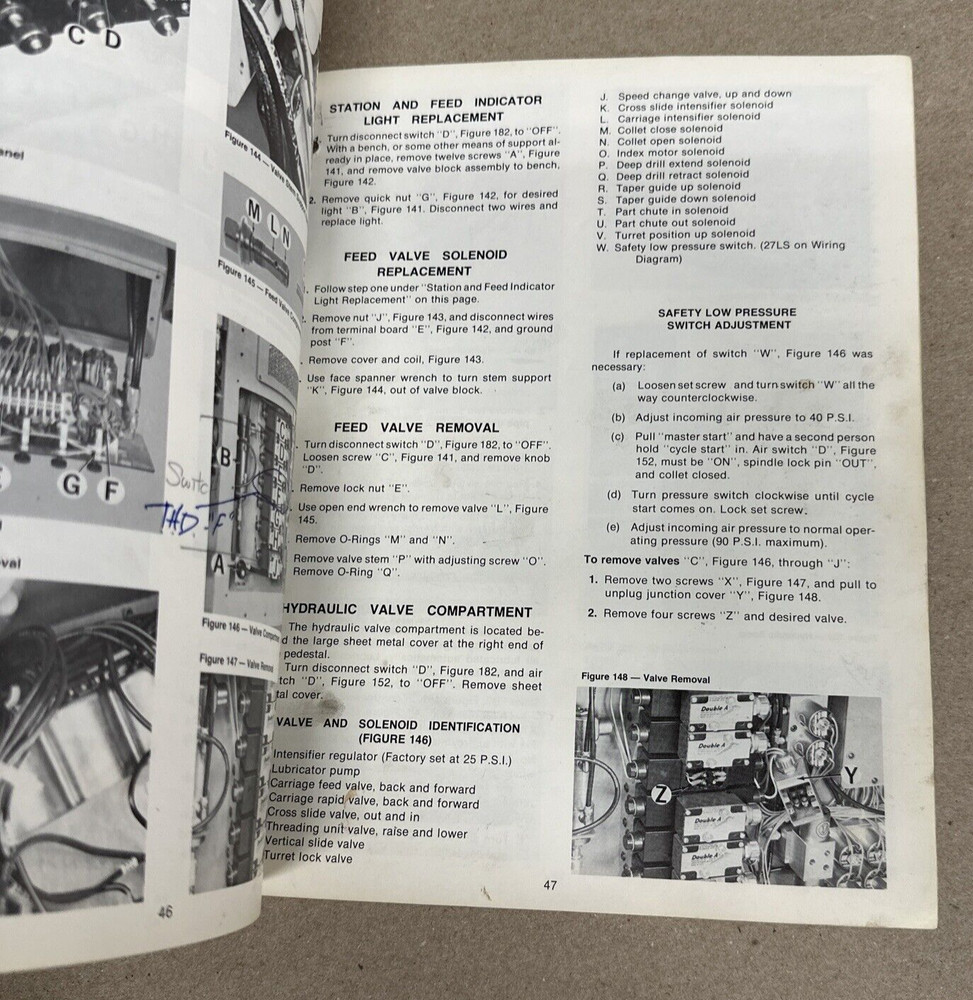 C D
Figure 144 — Valve Stem
M L N
Figure 145 — Feed Valve
G F
B
Switc
THD. "F"
A
Figure 146 — Valve
Figure 147 — Valve Removal
46
STATION AND FEED INDICATOR
LIGHT REPLACEMENT
Turn disconnect switch "D", Figure 182, to "OFF".
With a bench, or some other means of support al-
ready in place, remove twelve screws "A", Figure
141, and remove valve block assembly to bench,
Figure 142.
2. Remove quick nut "G", Figure 142, for desired
light "B", Figure 141. Disconnect two wires and
replace light.
FEED VALVE SOLENOID
REPLACEMENT
Follow step one under "Station and Feed Indicator
Light Replacement" on this page.
Remove nut "J", Figure 143, and disconnect wires
from terminal board "E", Figure 142, and ground
post "F".
Remove cover and coil, Figure 143.
Use face spanner wrench to turn stem support
"K", Figure 144, out of valve block.
FEED VALVE REMOVAL
Turn disconnect switch "D", Figure 182, to "OFF".
Loosen screw "C", Figure 141, and remove knob
"D".
Remove lock nut "E".
Use open end wrench to remove valve "L", Figure
145.
Remove O-Rings "M" and "N".
Remove valve stem "P" with adjusting screw "O".
Remove O-Ring "Q".
HYDRAULIC VALVE COMPARTMENT
The hydraulic valve compartment is located be-
d the large sheet metal cover at the right end of
pedestal.
Turn disconnect switch "D", Figure 182, and air
tch "D", Figure 152, to "OFF". Remove sheet
tal cover.
VALVE AND SOLENOID IDENTIFICATION
(FIGURE 146)
Intensifier regulator (Factory set at 25 P.S.I.)
Lubricator pump
Carriage feed valve, back and forward
Carriage rapid valve, back and forward
Cross slide valve, out and in
Threading unit valve, raise and lower
Vertical slide valve
Turret lock valve
J. Speed change valve, up and down
K. Cross slide intensifier solenoid
L. Carriage intensifier solenoid
M. Collet close solenoid
N. Collet open solenoid
O. Index motor solenoid
P. Deep drill extend solenoid
Q. Deep drill retract solenoid
R. Taper guide up solenoid
S. Taper guide down solenoid
T. Part chute in solenoid
U. Part chute out solenoid
V. Turret position up solenoid
W. Safety low pressure switch. (27LS on Wiring
Diagram)
SAFETY LOW PRESSURE
SWITCH ADJUSTMENT
If replacement of switch "W", Figure 146 was
necessary:
(a) Loosen set screw and turn switch "W" all the
way counterclockwise.
(b) Adjust incoming air pressure to 40 P.S.I.
(c) Pull "master start" and have a second person
hold "cycle start" in. Air switch "D", Figure
152, must be "ON", spindle lock pin "OUT",
and collet closed.
(d) Turn pressure switch clockwise until cycle
start comes on. Lock set screw.
(e) Adjust incoming air pressure to normal oper-
ating pressure (90 P.S.I. maximum).
To remove valves "C", Figure 146, through "J":
1. Remove two screws "X", Figure 147, and pull to
unplug junction cover "Y", Figure 148.
2. Remove four screws "Z" and desired valve.
Figure 148 — Valve Removal
Double A
Double A
Z
Y
Double A
Double A
47